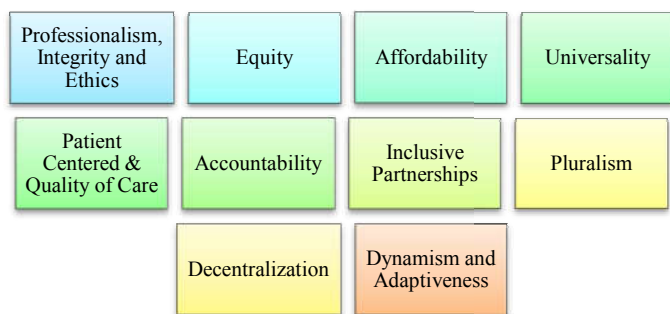 Professionalism,
Integrity and
Ethics
Equity
Affordability
Universality
Patient
Centered &
Quality of Care
Accountability
Inclusive
Partnerships
Pluralism
Decentralization
Dynamism and
Adaptiveness